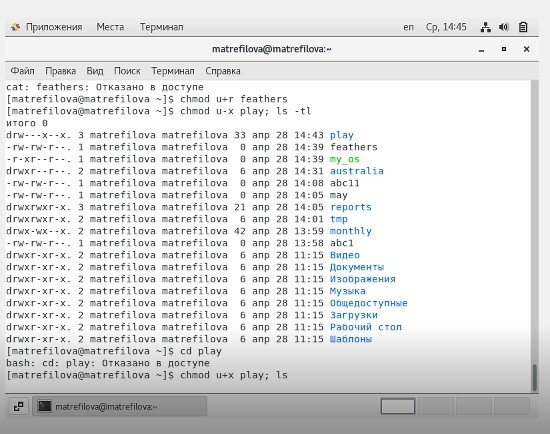 Приложения Места Терминал en Ср, 14:45
matrefilova@matrefilova:~
Файл Правка Вид Поиск Терминал Справка
cat: feathers: Отказано в доступе
[matrefilova@matrefilova ~]$ chmod u+r feathers
[matrefilova@matrefilova ~]$ chmod u-x play; ls -tl
итого 0
drw---x--x. 3 matrefilova matrefilova 33 апр 28 14:43 play
-rw-rw-r--. 1 matrefilova matrefilova 0 апр 28 14:39 feathers
-r-xr--r--. 1 matrefilova matrefilova 0 апр 28 14:39 my_os
drwxr--r--. 2 matrefilova matrefilova 6 апр 28 14:31 australia
-rw-rw-r--. 1 matrefilova matrefilova 0 апр 28 14:08 abc11
-rw-rw-r--. 1 matrefilova matrefilova 0 апр 28 14:05 may
drwxrwxr-x. 3 matrefilova matrefilova 21 апр 28 14:05 reports
drwxrwxr-x. 2 matrefilova matrefilova 6 апр 28 14:01 tmp
drwx-wx--x. 2 matrefilova matrefilova 42 апр 28 13:59 monthly
-rw-rw-r--. 1 matrefilova matrefilova 0 апр 28 13:58 abc1
drwxr-xr-x. 2 matrefilova matrefilova 6 апр 28 11:15 Видео
drwxr-xr-x. 2 matrefilova matrefilova 6 апр 28 11:15 Документы
drwxr-xr-x. 2 matrefilova matrefilova 6 апр 28 11:15 Изображения
drwxr-xr-x. 2 matrefilova matrefilova 6 апр 28 11:15 Музыка
drwxr-xr-x. 2 matrefilova matrefilova 6 апр 28 11:15 Общедоступные
drwxr-xr-x. 2 matrefilova matrefilova 6 апр 28 11:15 Загрузки
drwxr-xr-x. 2 matrefilova matrefilova 6 апр 28 11:15 Рабочий стол
drwxr-xr-x. 2 matrefilova matrefilova 6 апр 28 11:15 Шаблоны
[matrefilova@matrefilova ~]$ cd play
bash: cd: play: Отказано в доступе
[matrefilova@matrefilova ~]$ chmod u+x play; ls
matrefilova@matrefilova:~